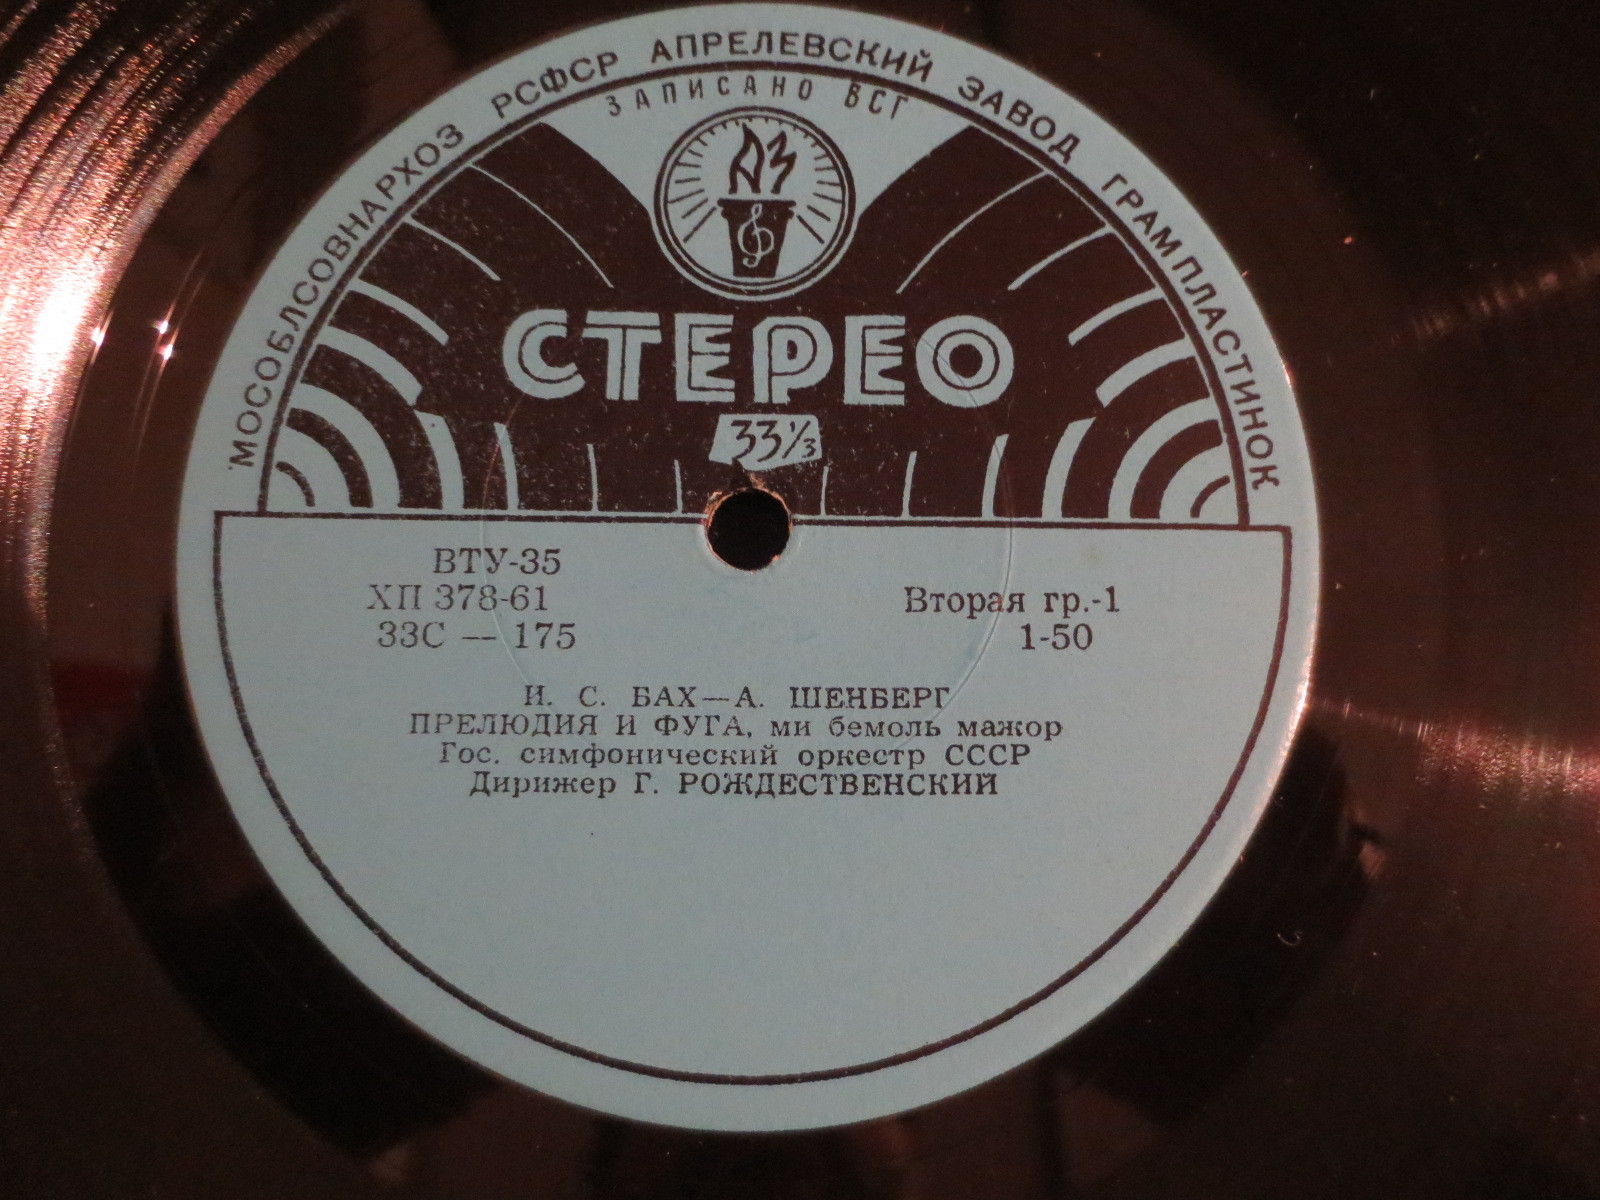 МОСОБЛСОВНАРХОЗ РСФСР АПРЕЛЕВСКИЙ ЗАВОД ГРАМПЛАСТИНОК
ЗАПИСАНО ВСГ
АЗ
СТЕРЕО
33⅓
ВТУ-35
ХП 378-61
33С — 175
Вторая гр.-1
1-50
И. С. БАХ—А. ШЕНБЕРГ
ПРЕЛЮДИЯ И ФУГА, ми бемоль мажор
Гос. симфонический оркестр СССР
Дирижер Г. РОЖДЕСТВЕНСКИЙ